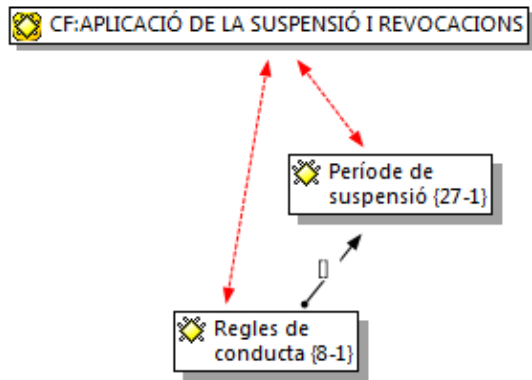 CF:APLICACIÓ DE LA SUSPENSIÓ I REVOCACIONS
Període de
suspensió {27-1}
[]
Regles de
conducta {8-1}